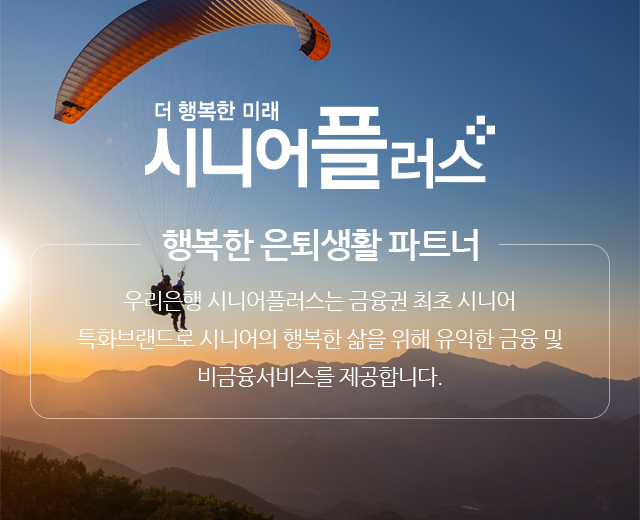 더 행복한 미래
시니어플러스
행복한 은퇴생활 파트너
우리은행 시니어플러스는 금융권 최초 시니어
특화브랜드로 시니어의 행복한 삶을 위해 유익한 금융 및
비금융서비스를 제공합니다.